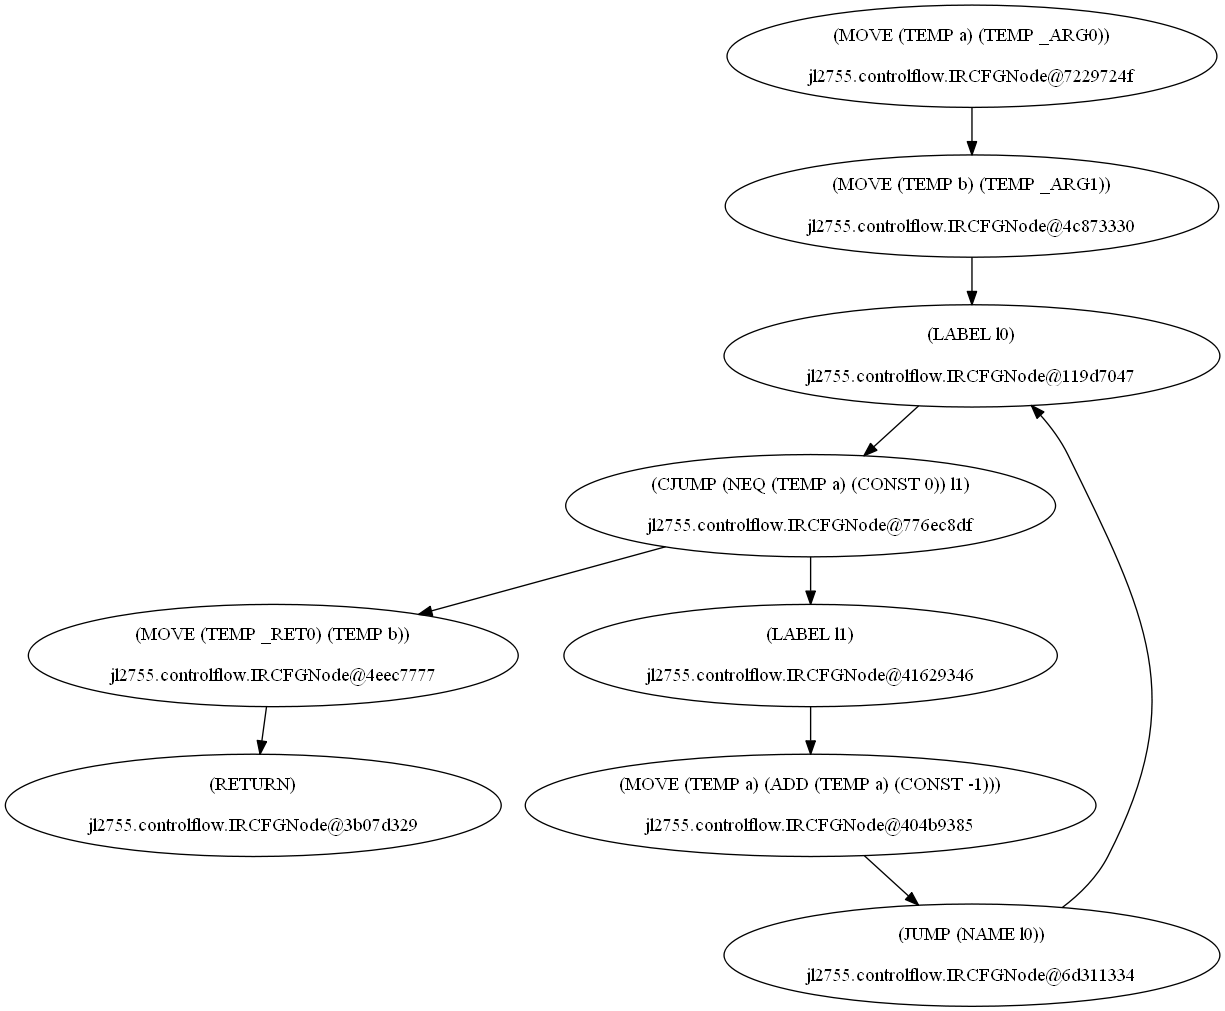 (MOVE (TEMP a) (TEMP _ARG0))
jl2755.controlflow.IRCFGNode@7229724f
(MOVE (TEMP b) (TEMP _ARG1))
jl2755.controlflow.IRCFGNode@4c873330
(LABEL l0)
jl2755.controlflow.IRCFGNode@119d7047
(CJUMP (NEQ (TEMP a) (CONST 0)) l1)
jl2755.controlflow.IRCFGNode@776ec8df
(MOVE (TEMP _RET0) (TEMP b))
jl2755.controlflow.IRCFGNode@4eec7777
(LABEL l1)
jl2755.controlflow.IRCFGNode@41629346
(RETURN)
jl2755.controlflow.IRCFGNode@3b07d329
(MOVE (TEMP a) (ADD (TEMP a) (CONST -1)))
jl2755.controlflow.IRCFGNode@404b9385
(JUMP (NAME l0))
jl2755.controlflow.IRCFGNode@6d311334